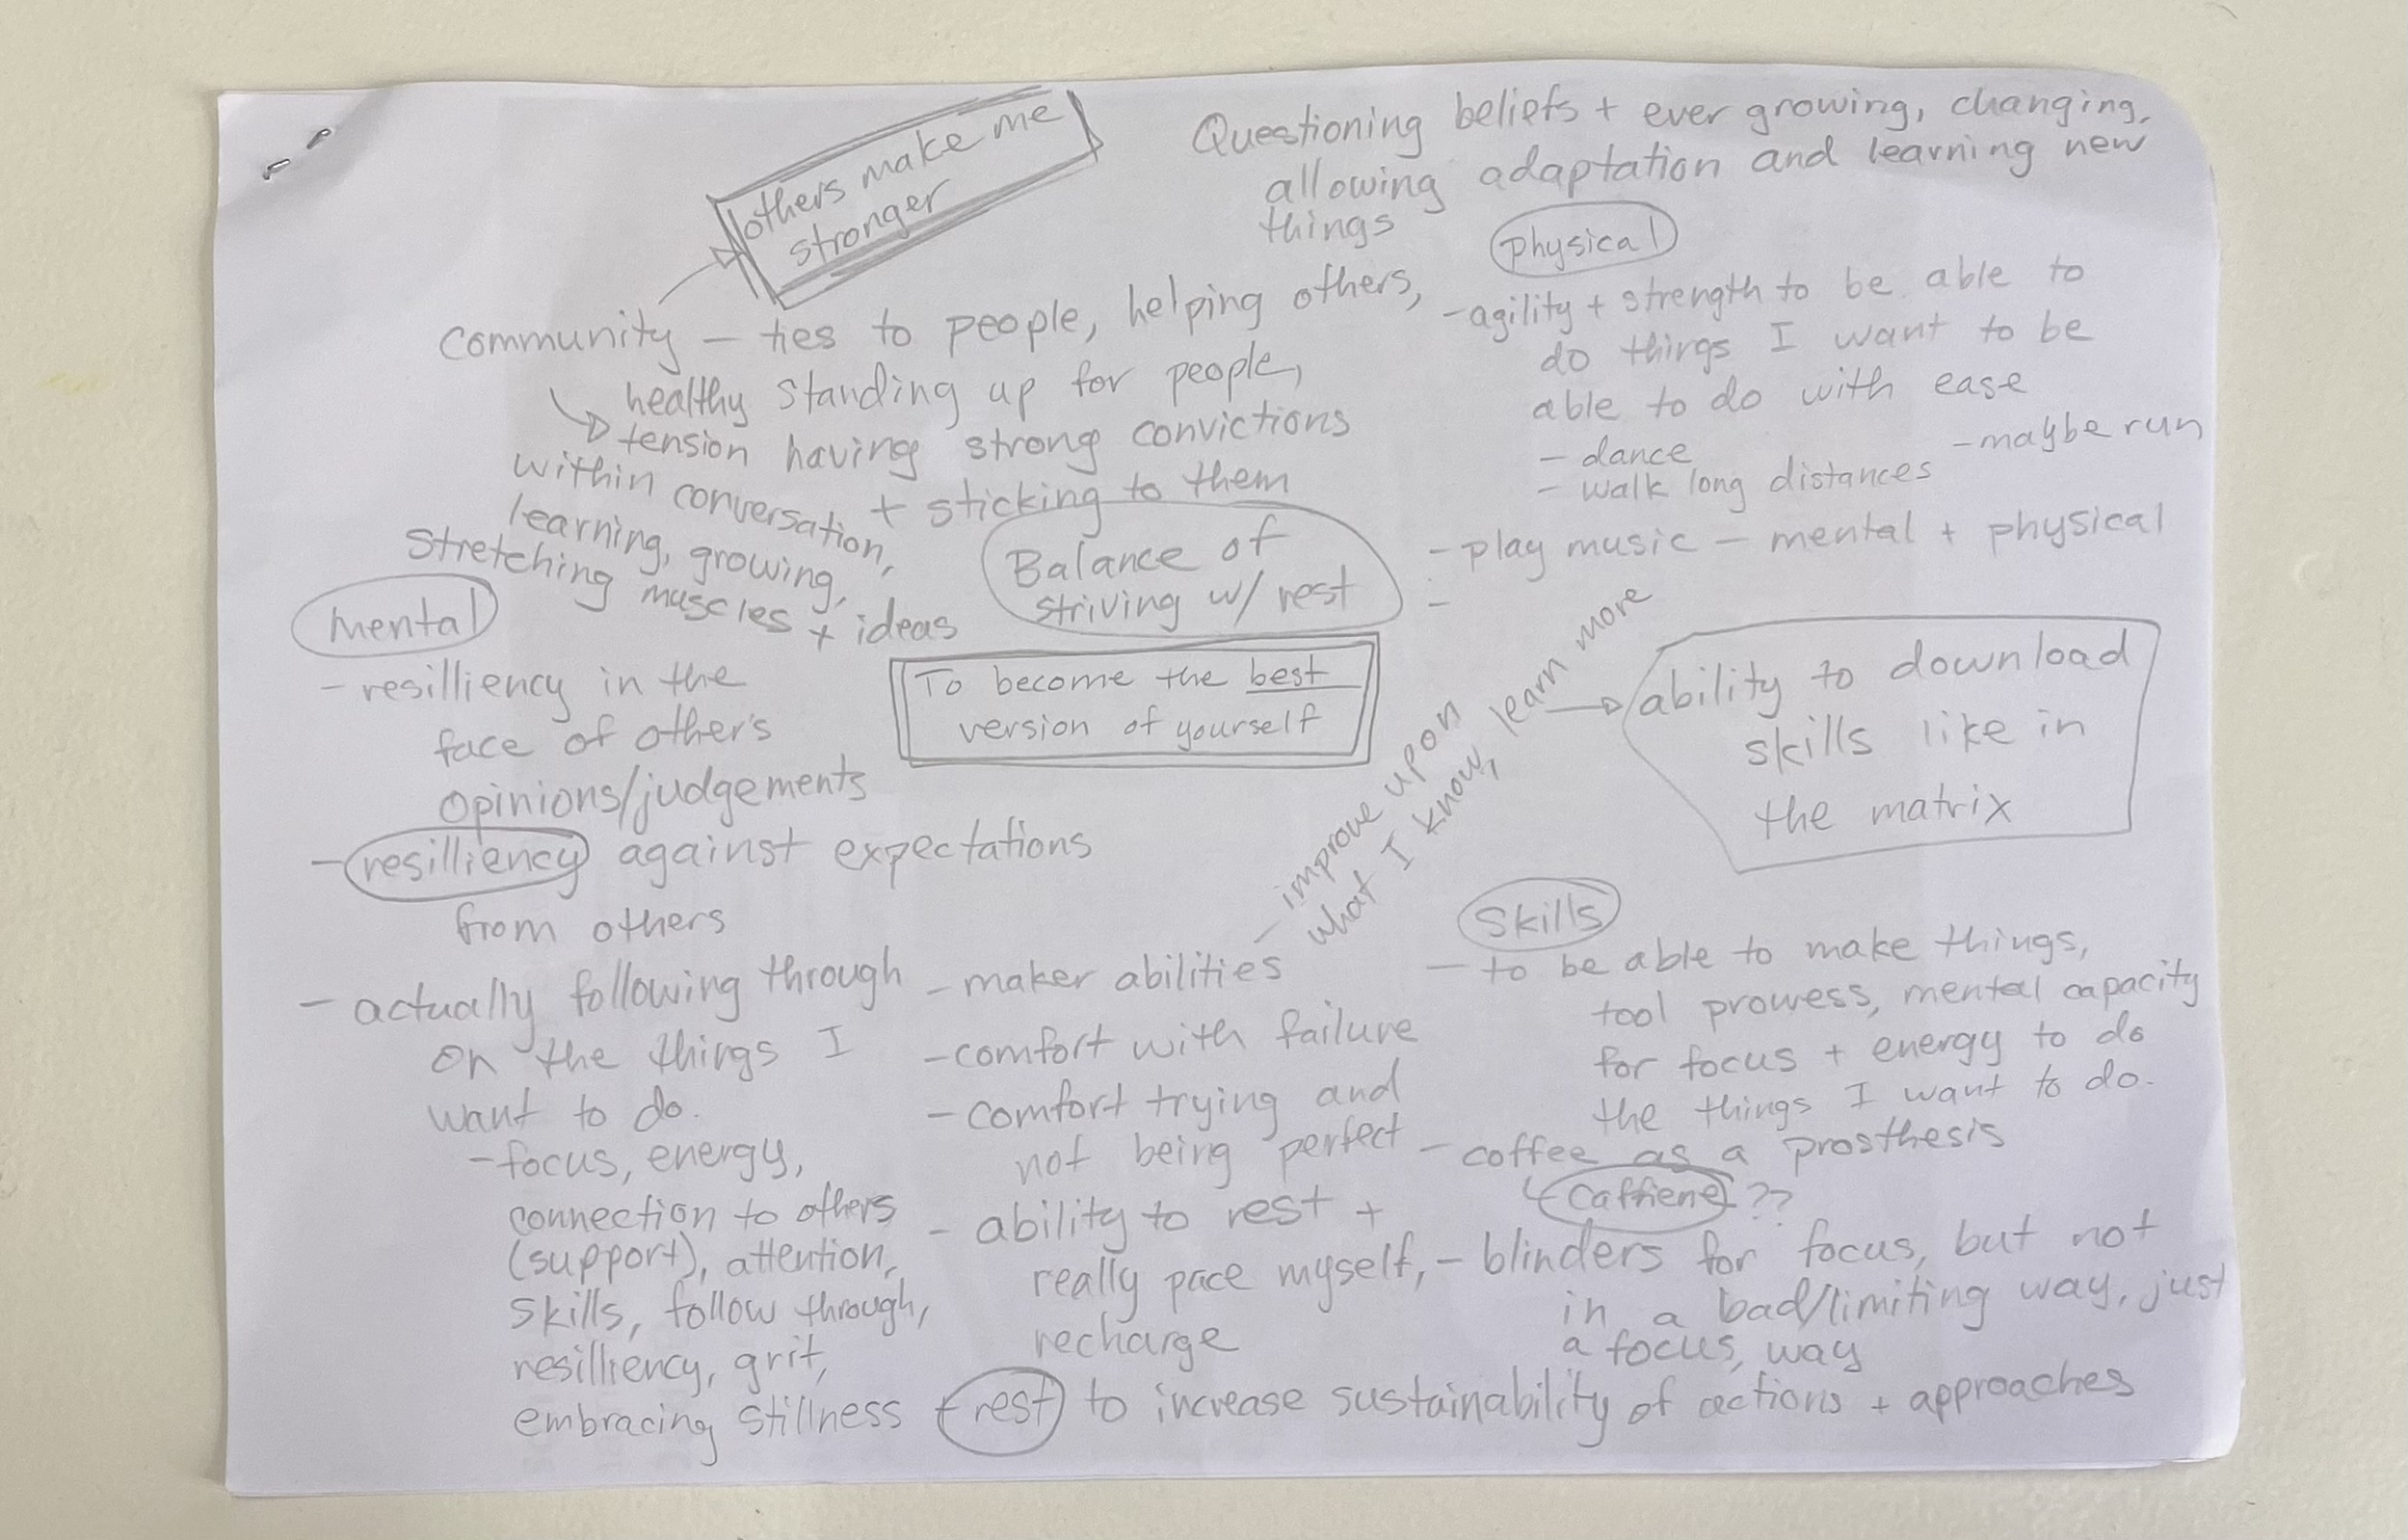 others make me
stronger
Questioning beliefs + ever growing, changing,
allowing adaptation and learning new
things
community — ties to people, helping others,
standing up for people,
having strong convictions
+ sticking to them
healthy
tension
within conversation,
learning, growing,
stretching muscles + ideas
physical
- agility + strength to be able to
do things I want to be
able to do with ease
- dance
- maybe run
- walk long distances
- play music — mental + physical
-
Balance of
striving w/ rest
To become the best
version of yourself
mental
- resilliency in the
face of other's
opinions/judgements
- resilliency against expectations
from others
- actually following through
on the things I
want to do.
- focus, energy,
connection to others
(support), attention,
skills, follow through,
resilliency, grit,
embracing stillness + rest to increase sustainability of actions + approaches
- maker abilities
- improve upon
what I know, learn more
- comfort with failure
- comfort trying and
not being perfect
- ability to rest +
really pace myself,
recharge
ability to download
skills like in
the matrix
Skills
- to be able to make things,
tool prowess, mental capacity
for focus + energy to do
the things I want to do.
- coffee as a prosthesis
caffiene ??
- blinders for focus, but not
in a bad/limiting way, just
a focus, way